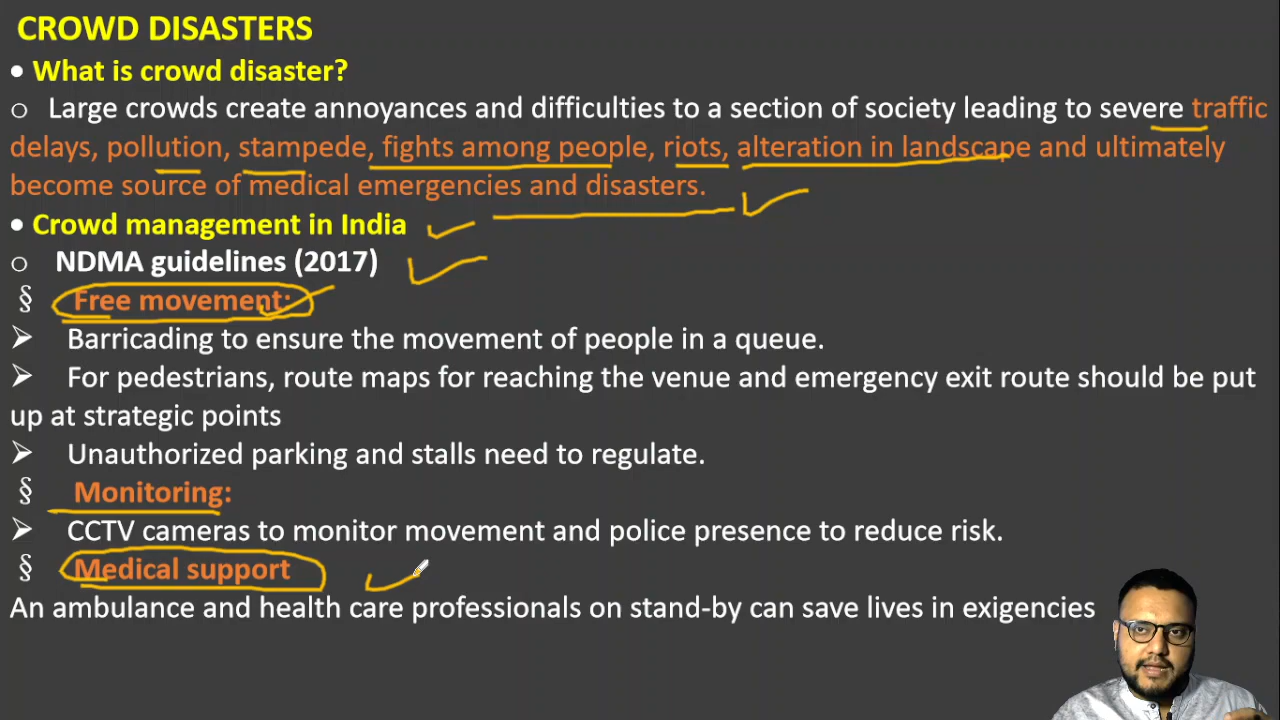 CROWD DISASTERS
• What is crowd disaster?
o Large crowds create annoyances and difficulties to a section of society leading to severe traffic
delays, pollution, stampede, fights among people, riots, alteration in landscape and ultimately
become source of medical emergencies and disasters.
• Crowd management in India
o NDMA guidelines (2017)
§ Free movement:
➢ Barricading to ensure the movement of people in a queue.
➢ For pedestrians, route maps for reaching the venue and emergency exit route should be put
up at strategic points
➢ Unauthorized parking and stalls need to regulate.
§ Monitoring:
➢ CCTV cameras to monitor movement and police presence to reduce risk.
§ Medical support
An ambulance and health care professionals on stand-by can save lives in exigencies